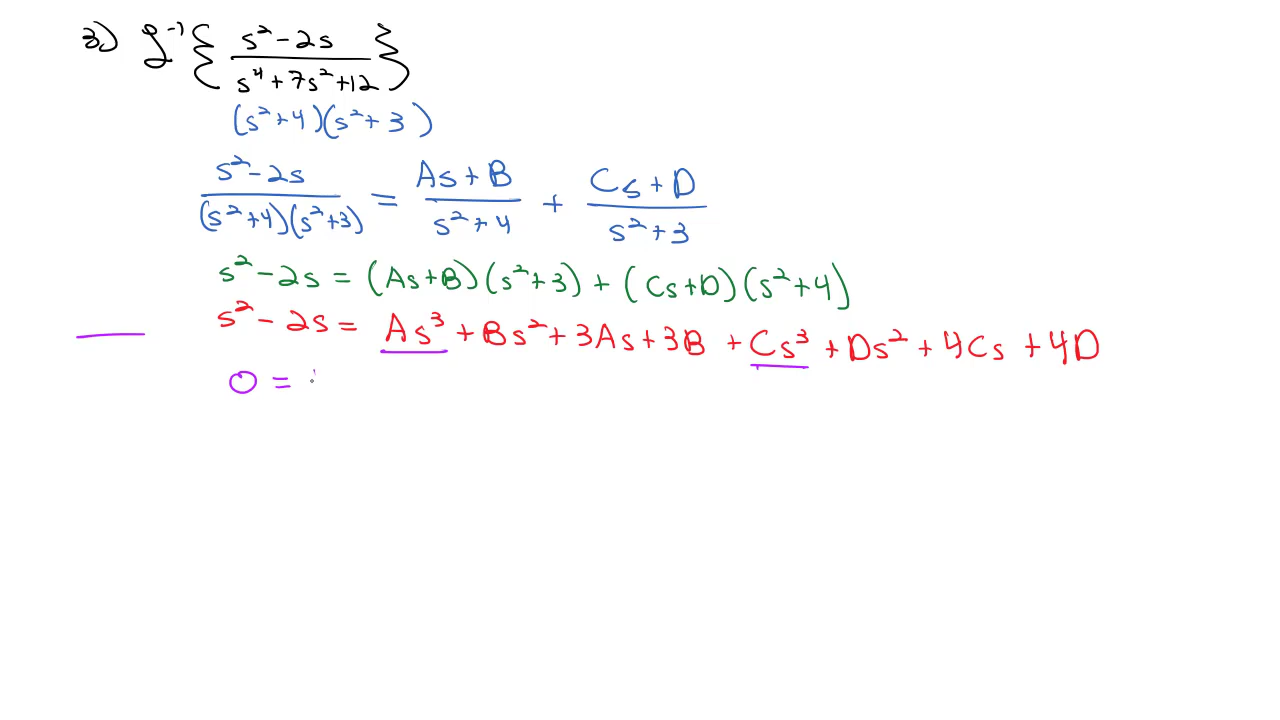 3) ℒ⁻¹ { (s² - 2s) / (s⁴ + 7s² + 12) }
(s² + 4)(s² + 3)
(s² - 2s) / ((s² + 4)(s² + 3)) = (As + B) / (s² + 4) + (Cs + D) / (s² + 3)
s² - 2s = (As + B)(s² + 3) + (Cs + D)(s² + 4)
s² - 2s = As³ + Bs² + 3As + 3B + Cs³ + Ds² + 4Cs + 4D
0 =